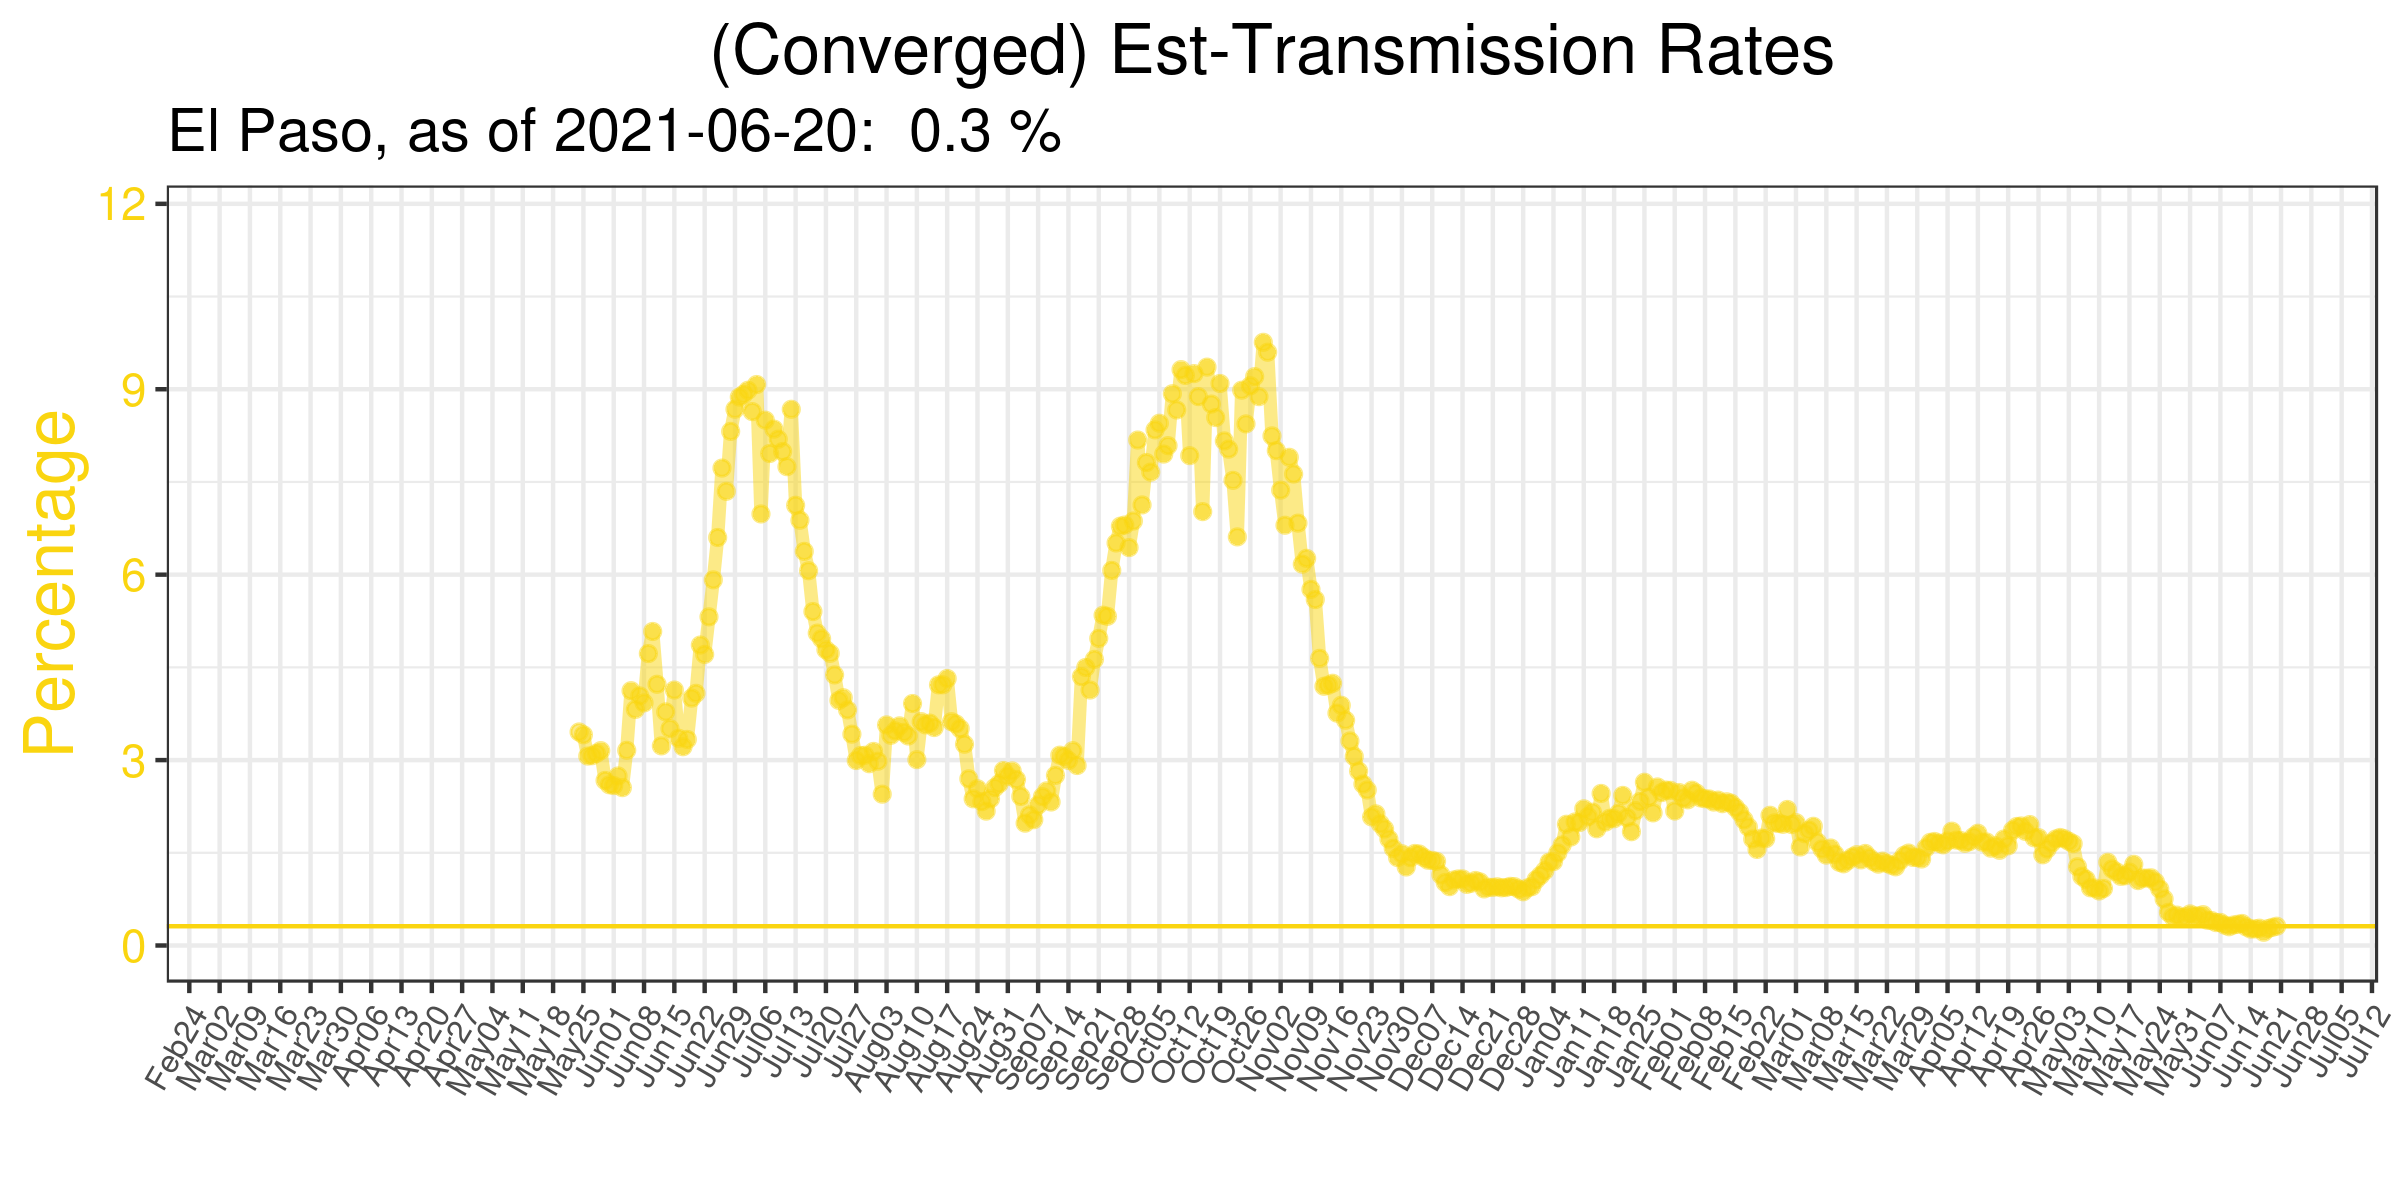 (Converged) Est-Transmission Rates
El Paso, as of 2021-06-20:  0.3 %
Percentage
12
9
6
3
0
Feb24
Mar02
Mar09
Mar16
Mar23
Mar30
Apr06
Apr13
Apr20
Apr27
May04
May11
May18
May25
Jun01
Jun08
Jun15
Jun22
Jun29
Jul06
Jul13
Jul20
Jul27
Aug03
Aug10
Aug17
Aug24
Aug31
Sep07
Sep14
Sep21
Sep28
Oct05
Oct12
Oct19
Oct26
Nov02
Nov09
Nov16
Nov23
Nov30
Dec07
Dec14
Dec21
Dec28
Jan04
Jan11
Jan18
Jan25
Feb01
Feb08
Feb15
Feb22
Mar01
Mar08
Mar15
Mar22
Mar29
Apr05
Apr12
Apr19
Apr26
May03
May10
May17
May24
May31
Jun07
Jun14
Jun21
Jun28
Jul05
Jul12